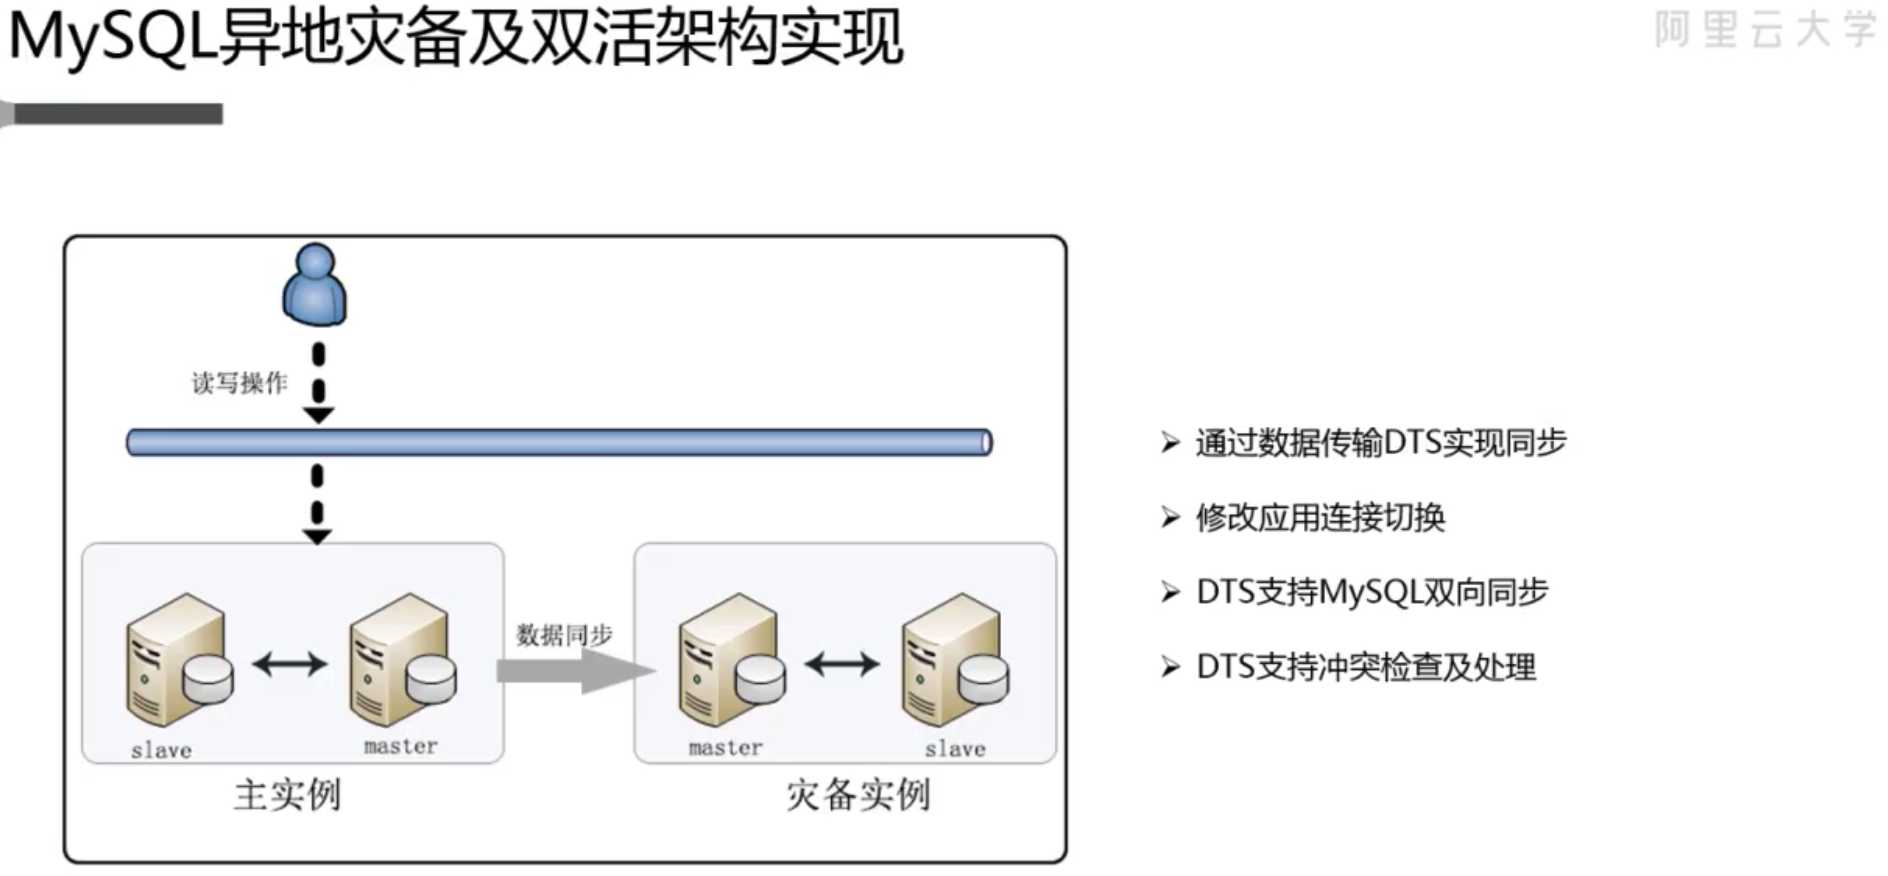 MySQL异地灾备及双活架构实现
阿里云大学
读写操作
数据同步
slave
master
master
slave
主实例
灾备实例
➢ 通过数据传输DTS实现同步
➢ 修改应用连接切换
➢ DTS支持MySQL双向同步
➢ DTS支持冲突检查及处理